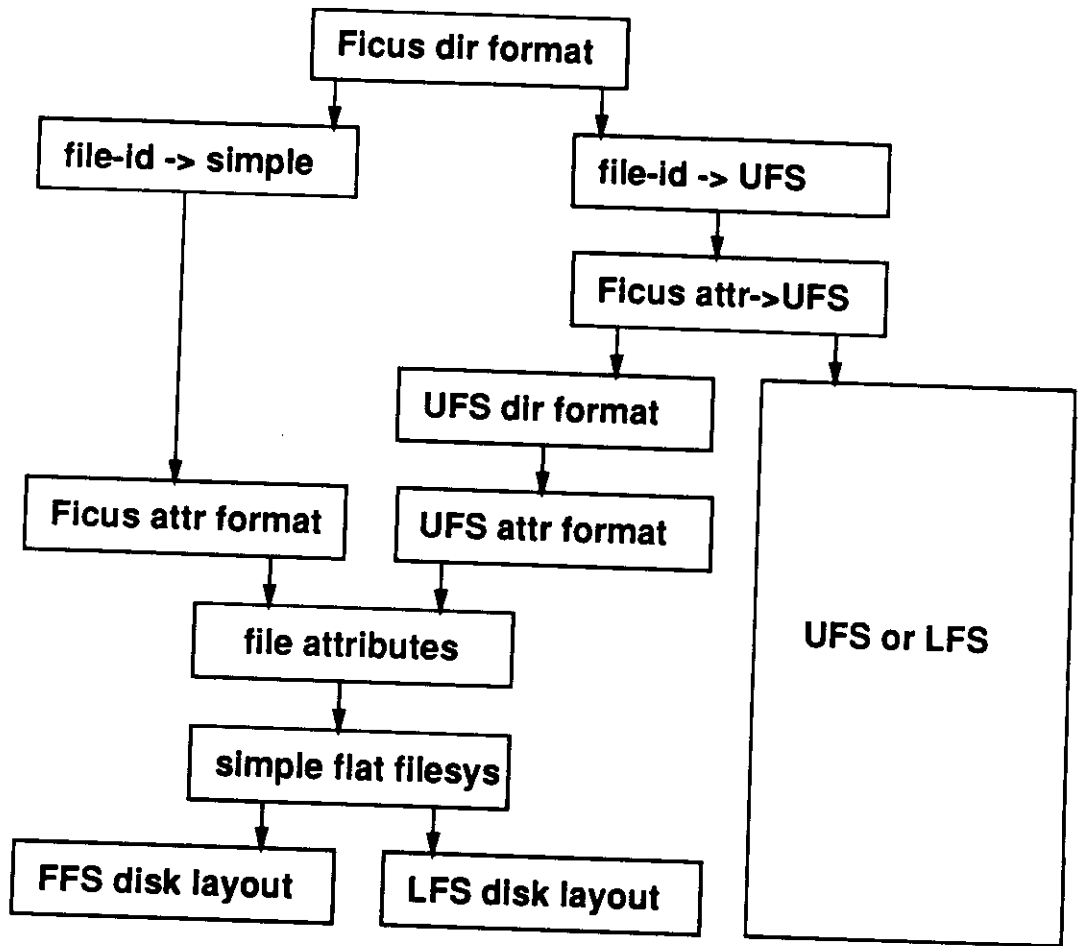 Ficus dir format
file-id -> simple
file-id -> UFS
Ficus attr->UFS
UFS dir format
Ficus attr format
UFS attr format
file attributes
UFS or LFS
simple flat filesys
FFS disk layout
LFS disk layout